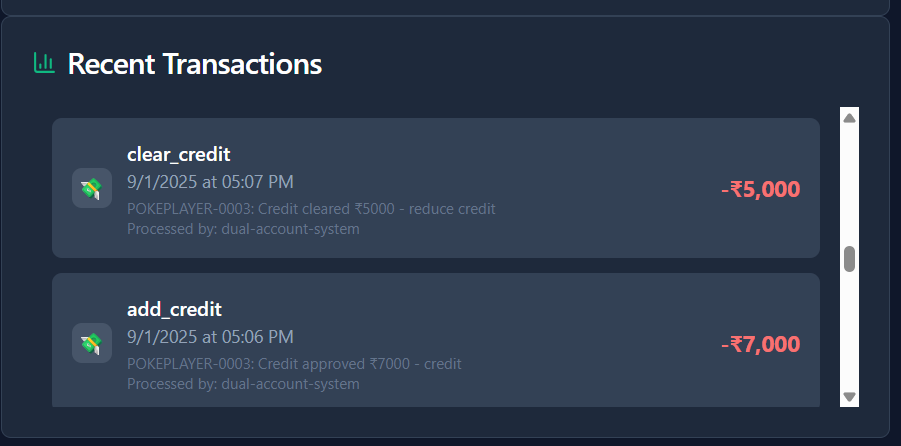 Recent Transactions
clear_credit
9/1/2025 at 05:07 PM
-₹5,000
POKEPLAYER-0003: Credit cleared ₹5000 - reduce credit
Processed by: dual-account-system
add_credit
9/1/2025 at 05:06 PM
-₹7,000
POKEPLAYER-0003: Credit approved ₹7000 - credit
Processed by: dual-account-system